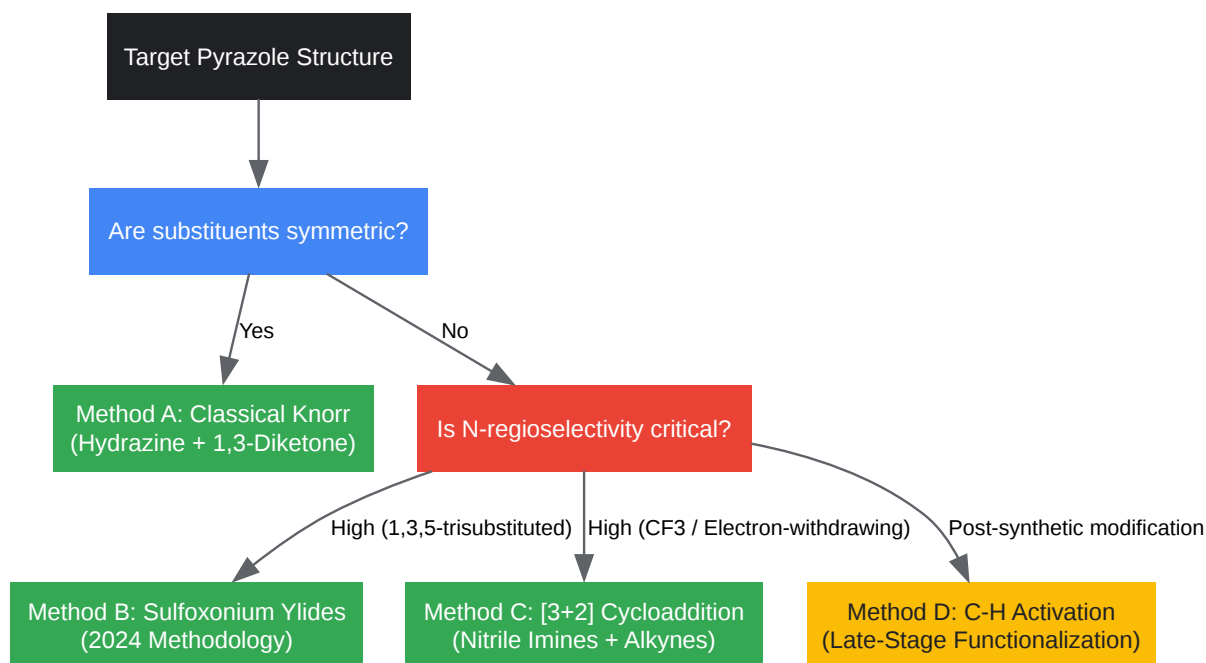 Target Pyrazole Structure
Are substituents symmetric?
Yes
No
Method A: Classical Knorr
(Hydrazine + 1,3-Diketone)
Is N-regioselectivity critical?
High (1,3,5-trisubstituted)
High (CF3 / Electron-withdrawing)
Post-synthetic modification
Method B: Sulfoxonium Ylides
(2024 Methodology)
Method C: [3+2] Cycloaddition
(Nitrile Imines + Alkynes)
Method D: C-H Activation
(Late-Stage Functionalization)